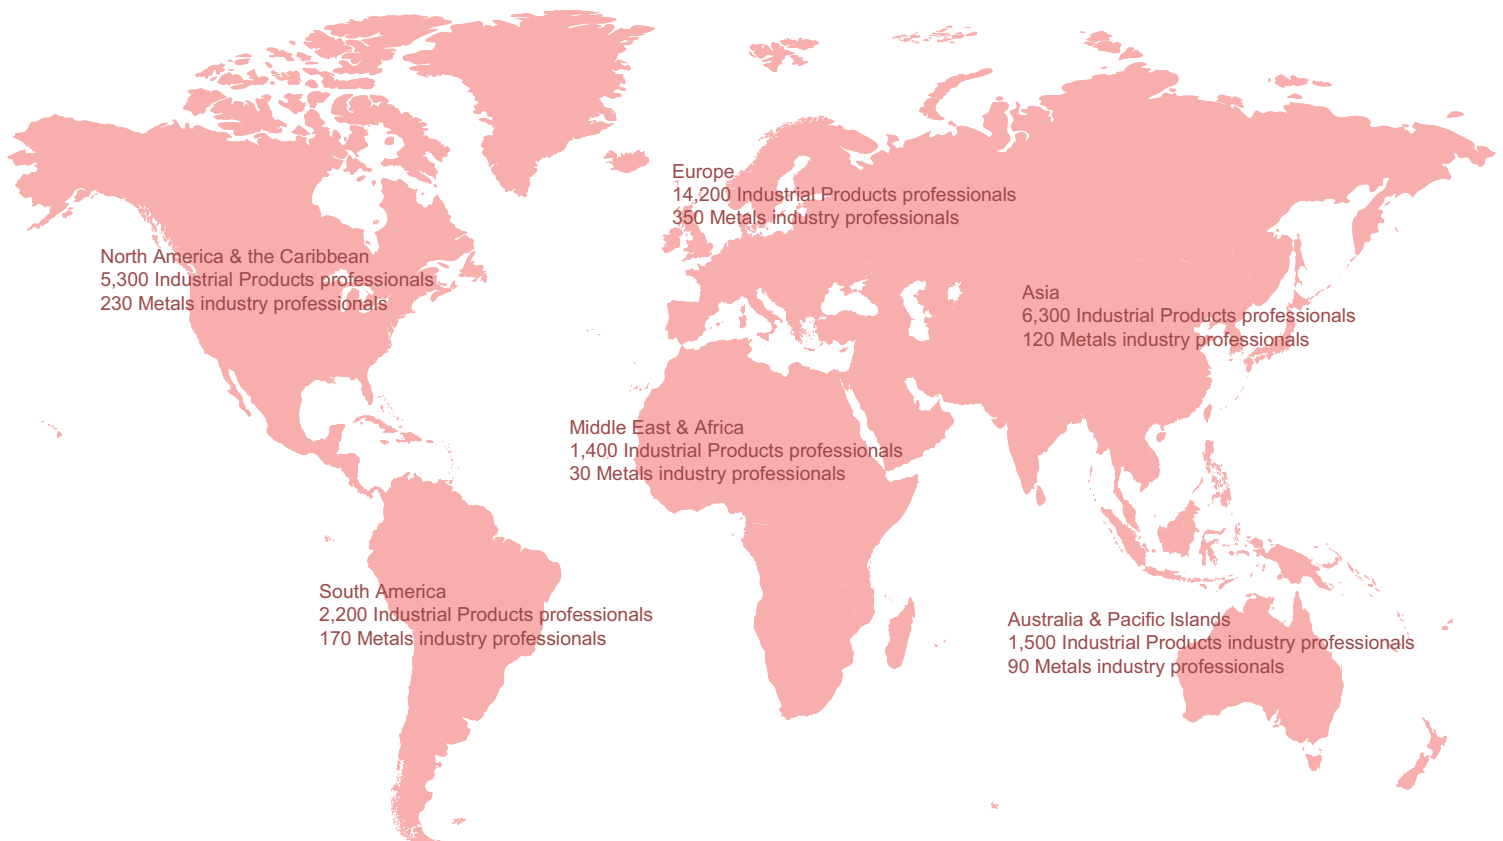 Europe
14,200 Industrial Products professionals
350 Metals industry professionals
North America & the Caribbean
5,300 Industrial Products professionals
230 Metals industry professionals
Asia
6,300 Industrial Products professionals
120 Metals industry professionals
Middle East & Africa
1,400 Industrial Products professionals
30 Metals industry professionals
South America
2,200 Industrial Products professionals
170 Metals industry professionals
Australia & Pacific Islands
1,500 Industrial Products industry professionals
90 Metals industry professionals